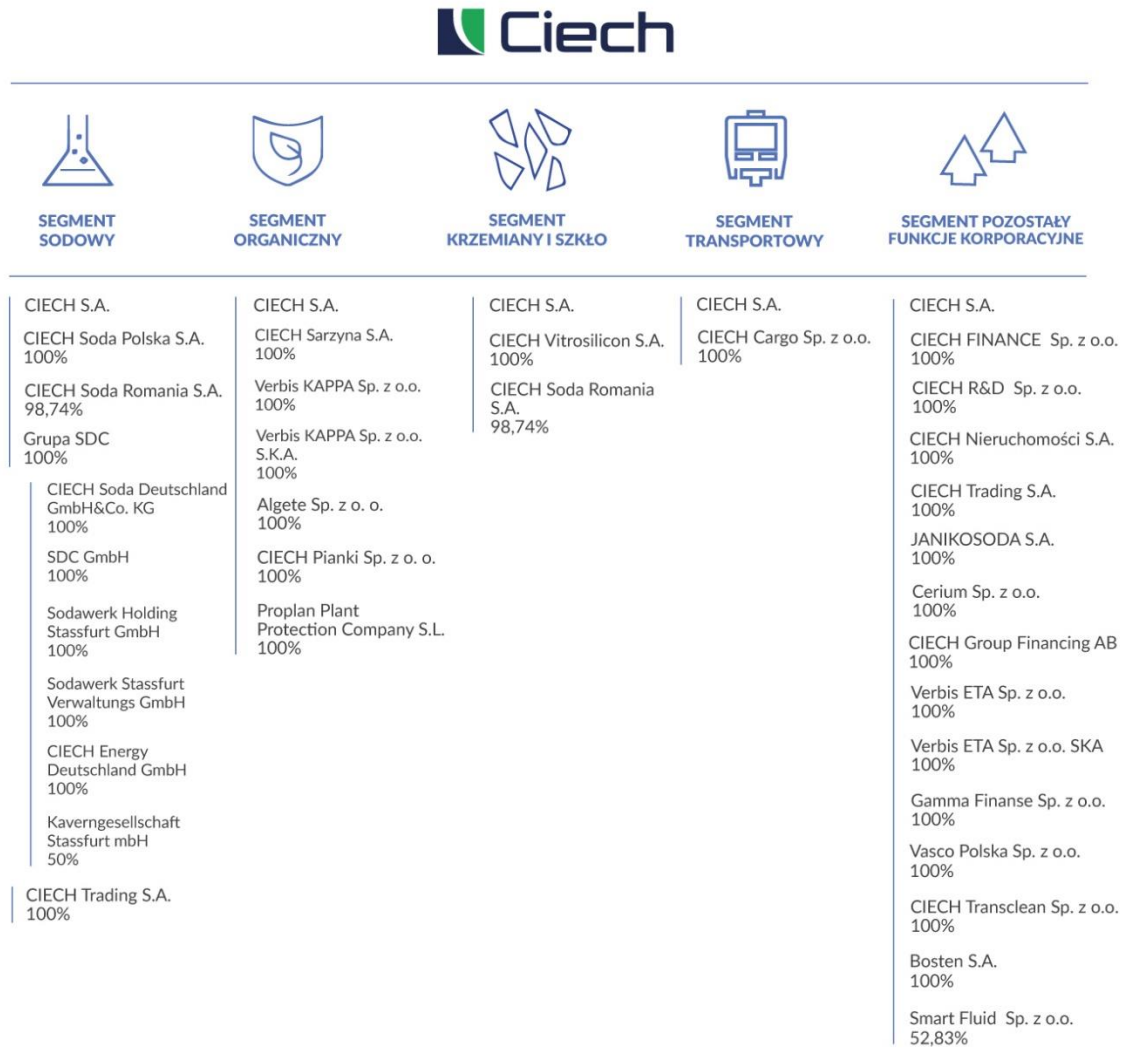 Ciech
SEGMENT
SODOWY
SEGMENT
ORGANICZNY
SEGMENT
KRZEMIANY I SZKŁO
SEGMENT
TRANSPORTOWY
SEGMENT POZOSTAŁY
FUNKCJE KORPORACYJNE
CIECH S.A.
CIECH Soda Polska S.A.
100%
CIECH Soda Romania S.A.
98,74%
Grupa SDC
100%
CIECH Soda Deutschland
GmbH&Co. KG
100%
SDC GmbH
100%
Sodawerk Holding
Stassfurt GmbH
100%
Sodawerk Stassfurt
Verwaltungs GmbH
100%
CIECH Energy
Deutschland GmbH
100%
Kaverngesellschaft
Stassfurt mbH
50%
CIECH Trading S.A.
100%
CIECH S.A.
CIECH Sarzyna S.A.
100%
Verbis KAPPA Sp. z o.o.
100%
Verbis KAPPA Sp. z o.o.
S.K.A.
100%
Algete Sp. z o. o.
100%
CIECH Pianki Sp. z o. o.
100%
Proplan Plant
Protection Company S.L.
100%
CIECH S.A.
CIECH Vitrosilicon S.A.
100%
CIECH Soda Romania
S.A.
98,74%
CIECH S.A.
CIECH Cargo Sp. z o.o.
100%
CIECH S.A.
CIECH FINANCE Sp. z o.o.
100%
CIECH R&D Sp. z o.o.
100%
CIECH Nieruchomości S.A.
100%
CIECH Trading S.A.
100%
JANIKOSODA S.A.
100%
Cerium Sp. z o.o.
100%
CIECH Group Financing AB
100%
Verbis ETA Sp. z o.o.
100%
Verbis ETA Sp. z o.o. SKA
100%
Gamma Finanse Sp. z o.o.
100%
Vasco Polska Sp. z o.o.
100%
CIECH Transclean Sp. z o.o.
100%
Bosten S.A.
100%
Smart Fluid Sp. z o.o.
52,83%